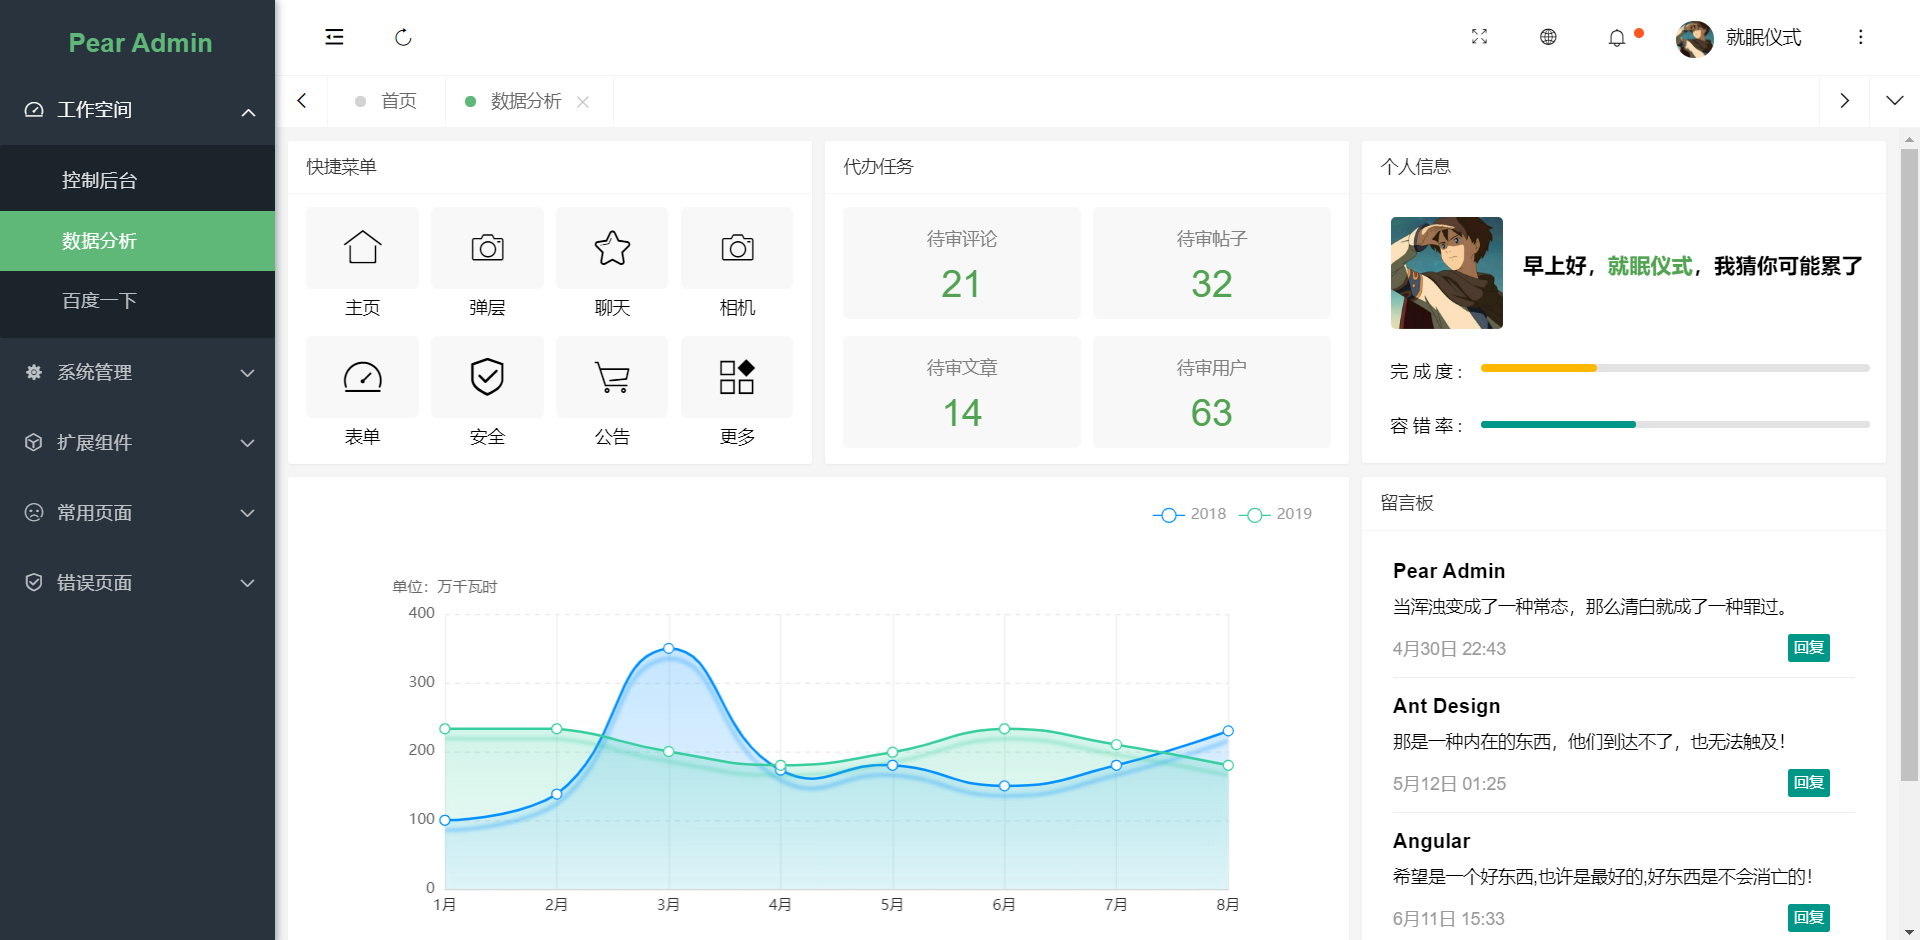 Pear Admin
工作空间
控制后台
数据分析
百度一下
系统管理
扩展组件
常用页面
错误页面
就眠仪式
首页
数据分析
快捷菜单
主页
弹层
聊天
相机
表单
安全
公告
更多
代办任务
待审评论
21
待审帖子
32
待审文章
14
待审用户
63
个人信息
早上好，就眠仪式，我猜你可能累了
完成度：
容错率：
2018
2019
单位：万千瓦时
400
300
200
100
0
1月
2月
3月
4月
5月
6月
7月
8月
留言板
Pear Admin
当浑浊变成了一种常态，那么清白就成了一种罪过。
4月30日 22:43
回复
Ant Design
那是一种内在的东西，他们到达不了，也无法触及！
5月12日 01:25
回复
Angular
希望是一个好东西,也许是最好的,好东西是不会消亡的！
6月11日 15:33
回复